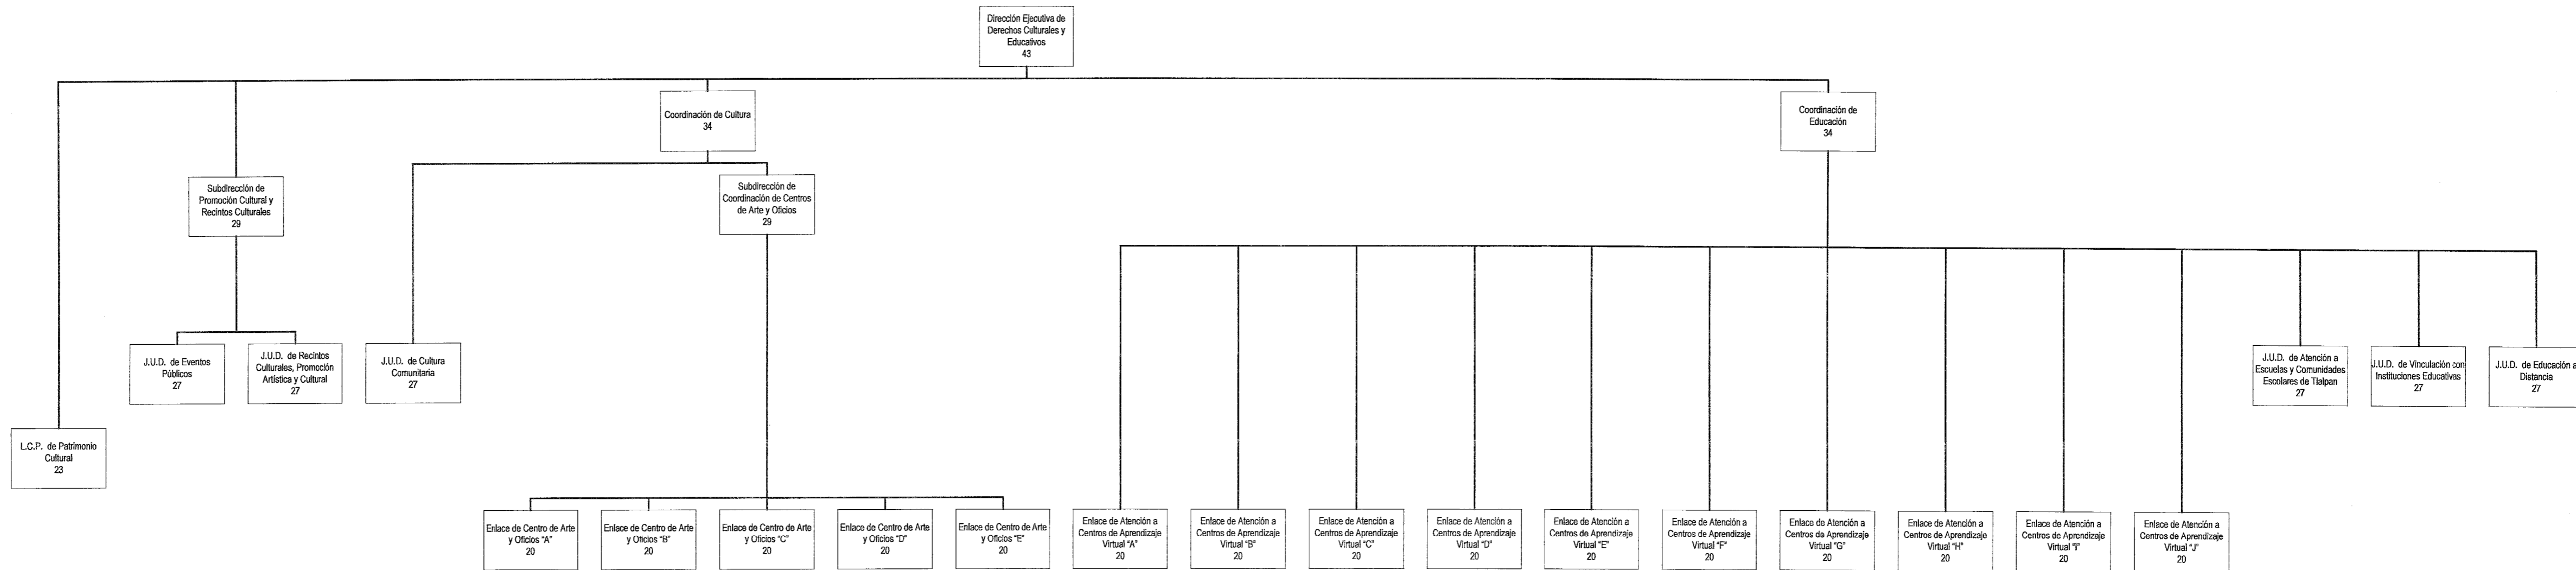 Dirección Ejecutiva de
Derechos Culturales y
Educativos
43
Coordinación de Cultura
34
Coordinación de
Educación
34
Subdirección de
Promoción Cultural y
Recintos Culturales
29
Subdirección de
Coordinación de Centros
de Arte y Oficios
29
J.U.D. de Eventos
Públicos
27
J.U.D. de Recintos
Culturales, Promoción
Artística y Cultural
27
J.U.D. de Cultura
Comunitaria
27
J.U.D. de Atención a
Escuelas y Comunidades
Escolares de Tlalpan
27
J.U.D. de Vinculación con
Instituciones Educativas
27
J.U.D. de Educación a
Distancia
27
L.C.P. de Patrimonio
Cultural
23
Enlace de Centro de Arte
y Oficios "A"
20
Enlace de Centro de Arte
y Oficios "B"
20
Enlace de Centro de Arte
y Oficios "C"
20
Enlace de Centro de Arte
y Oficios "D"
20
Enlace de Centro de Arte
y Oficios "E"
20
Enlace de Atención a
Centros de Aprendizaje
Virtual "A"
20
Enlace de Atención a
Centros de Aprendizaje
Virtual "B"
20
Enlace de Atención a
Centros de Aprendizaje
Virtual "C"
20
Enlace de Atención a
Centros de Aprendizaje
Virtual "D"
20
Enlace de Atención a
Centros de Aprendizaje
Virtual "E"
20
Enlace de Atención a
Centros de Aprendizaje
Virtual "F"
20
Enlace de Atención a
Centros de Aprendizaje
Virtual "G"
20
Enlace de Atención a
Centros de Aprendizaje
Virtual "H"
20
Enlace de Atención a
Centros de Aprendizaje
Virtual "I"
20
Enlace de Atención a
Centros de Aprendizaje
Virtual "J"
20